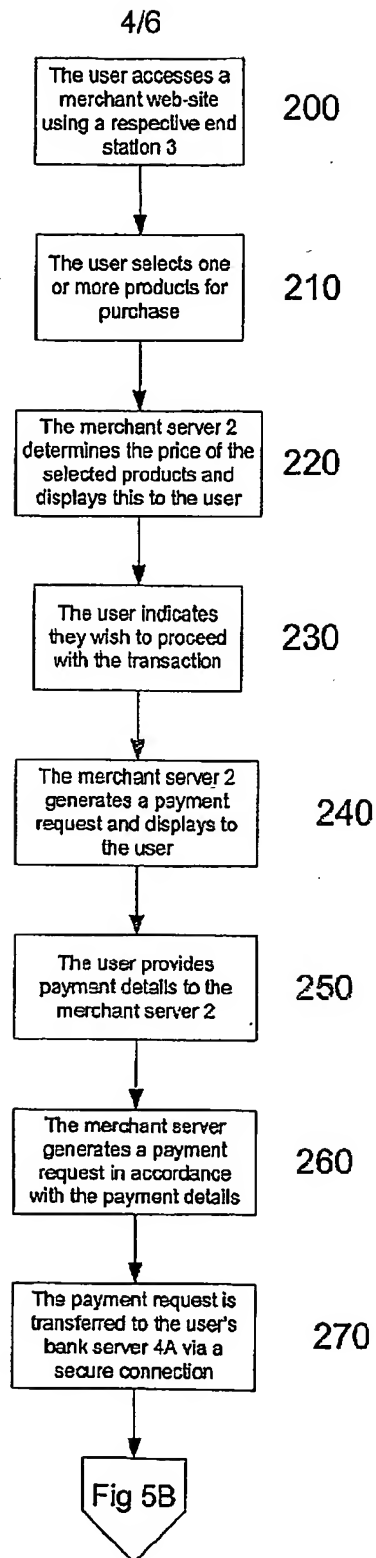 4/6
The user accesses a
merchant web-site
using a respective end
station 3
200
The user selects one
or more products for
purchase
210
The merchant server 2
determines the price of the
selected products and
displays this to the user
220
The user indicates
they wish to proceed
with the transaction
230
The merchant server 2
generates a payment
request and displays to
the user
240
The user provides
payment details to the
merchant server 2
250
The merchant server
generates a payment
request in accordance
with the payment details
260
The payment request is
transferred to the user's
bank server 4A via a
secure connection
270
Fig 5B